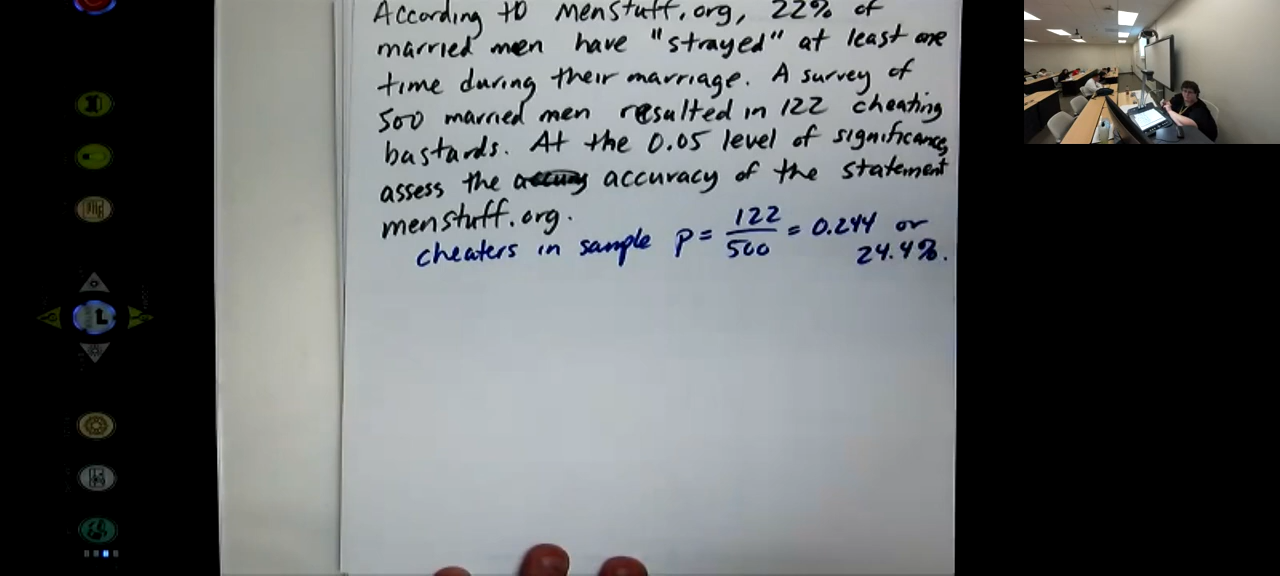 According to menstuff.org, 22% of
married men have "strayed" at least one
time during their marriage. A survey of
500 married men resulted in 122 cheating
bastards. At the 0.05 level of significance,
assess the accuracy of the statement
menstuff.org.
cheaters in sample p = 122/500 = 0.244 or
24.4%.